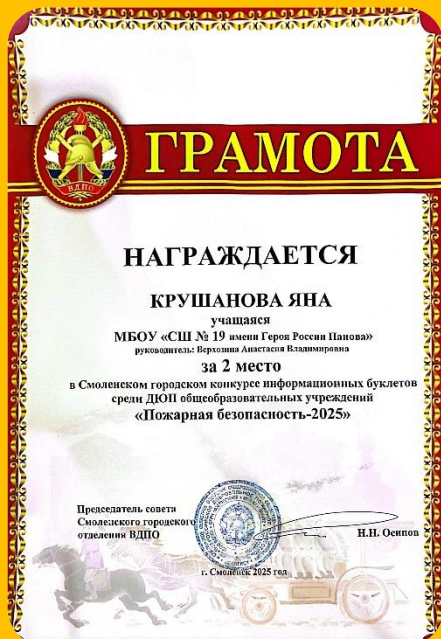 ГРАМОТА
ВДПО
НАГРАЖДАЕТСЯ
КРУШАНОВА ЯНА
учащаяся
МБОУ «СШ № 19 имени Героя России Панова»
руководитель: Верхозина Анастасия Владимировна
за 2 место
в Смоленском городском конкурсе информационных буклетов
среди ДЮП общеобразовательных учреждений
«Пожарная безопасность-2025»
Председатель совета
Смоленского городского
отделения ВДПО
Н.Н. Осипов
г. Смоленск 2025 год